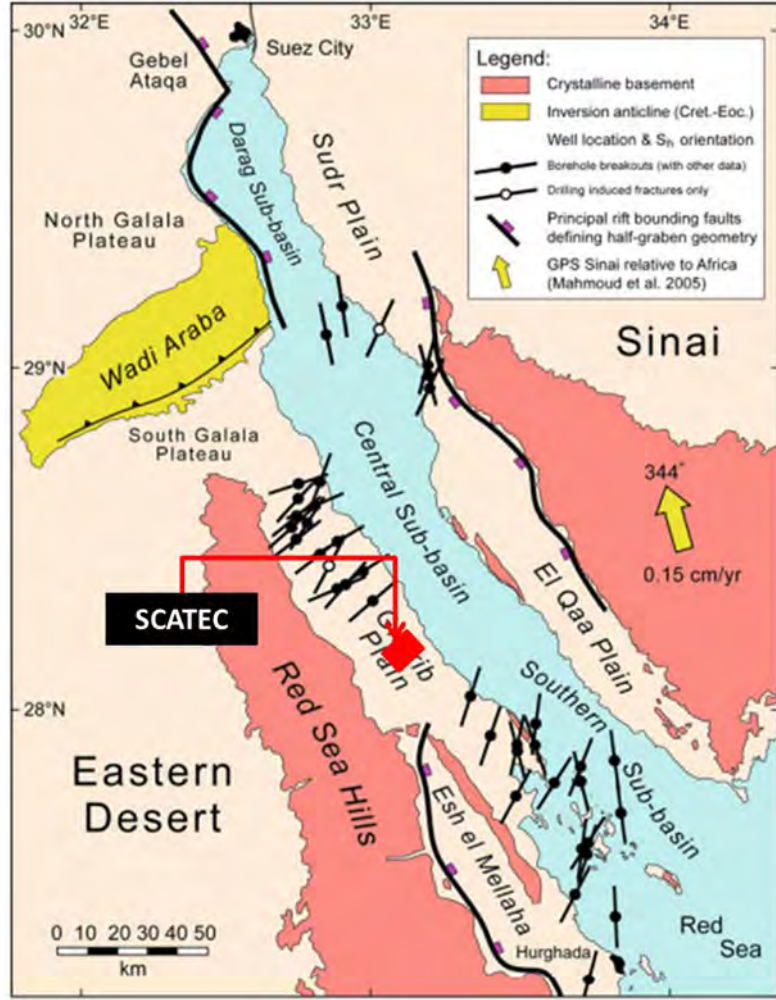 32°E
33°E
34°E
30°N
29°N
28°N
Suez City
Gebel
Ataqa
Legend:
Crystalline basement
Inversion anticline (Cret.-Eoc.)
Well location & Sh orientation
Borehole breakouts (with other data)
Drilling induced fractures only
Principal rift bounding faults
defining half-graben geometry
GPS Sinai relative to Africa
(Mahmoud et al. 2005)
Darag Sub-basin
Sudr Plain
North Galala
Plateau
Wadi Araba
Sinai
South Galala
Plateau
Central Sub-basin
344°
0.15 cm/yr
El Qaa Plain
SCATEC
Plain
Red Sea Hills
Southern
Sub-basin
Eastern
Desert
Esh el Mellaha
Hurghada
Red
Sea
0 10 20 30 40 50
km